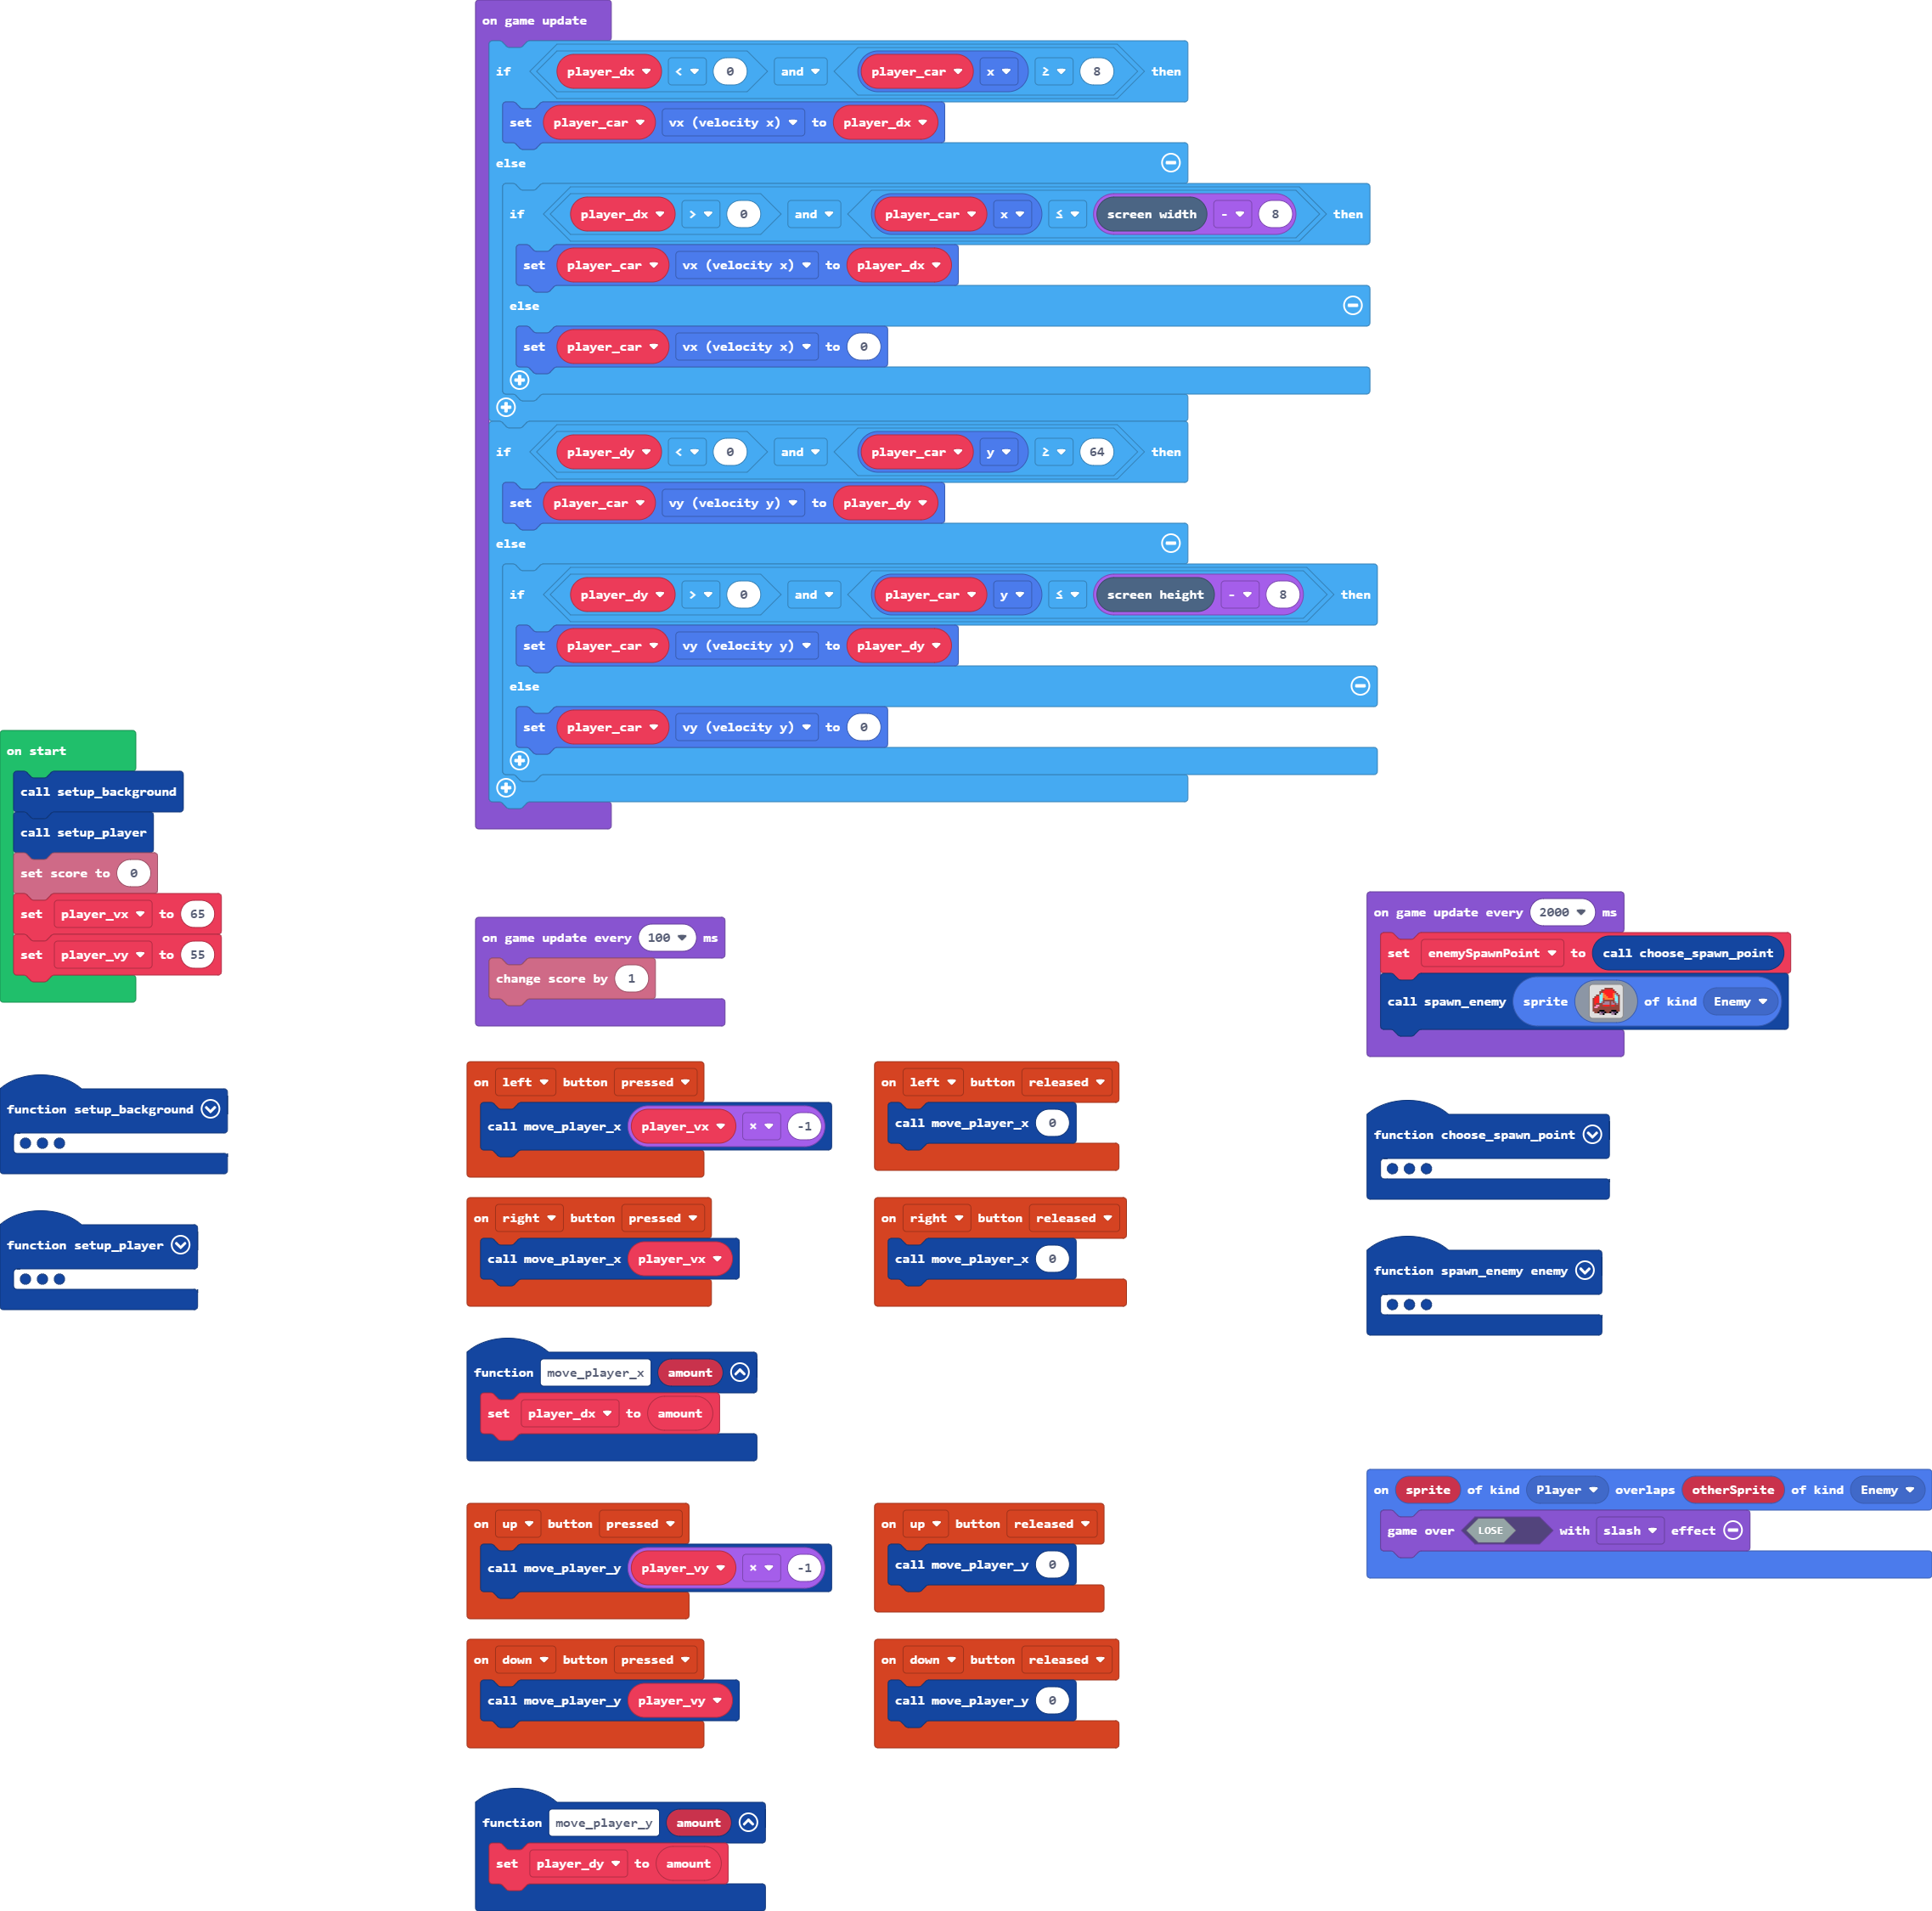 on game update
if player_dx < 0 and player_car x ≥ 8 then
set player_car vx (velocity x) to player_dx
else
if player_dx > 0 and player_car x ≤ screen width - 8 then
set player_car vx (velocity x) to player_dx
else
set player_car vx (velocity x) to 0
if player_dy < 0 and player_car y ≥ 64 then
set player_car vy (velocity y) to player_dy
else
if player_dy > 0 and player_car y ≤ screen height - 8 then
set player_car vy (velocity y) to player_dy
else
set player_car vy (velocity y) to 0
on start
call setup_background
call setup_player
set score to 0
set player_vx to 65
set player_vy to 55
function setup_background
function setup_player
on game update every 100 ms
change score by 1
on left button pressed
call move_player_x player_vx × -1
on left button released
call move_player_x 0
on right button pressed
call move_player_x player_vx
on right button released
call move_player_x 0
function move_player_x amount
set player_dx to amount
on up button pressed
call move_player_y player_vy × -1
on up button released
call move_player_y 0
on down button pressed
call move_player_y player_vy
on down button released
call move_player_y 0
function move_player_y amount
set player_dy to amount
on game update every 2000 ms
set enemySpawnPoint to call choose_spawn_point
call spawn_enemy sprite of kind Enemy
function choose_spawn_point
function spawn_enemy enemy
on sprite of kind Player overlaps otherSprite of kind Enemy
game over LOSE with slash effect